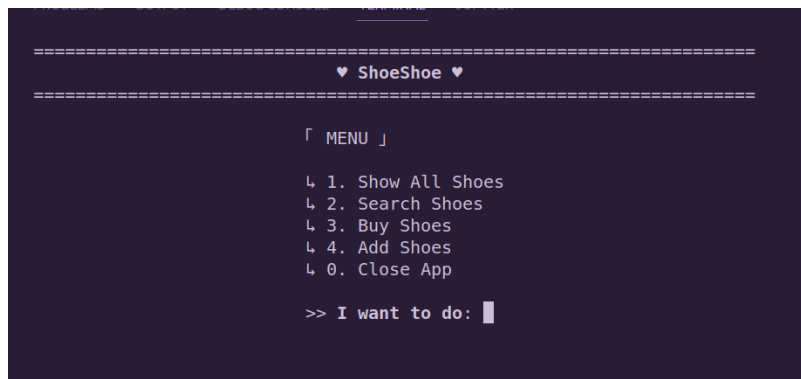 TERMINAL
=====================================================================
♥ ShoeShoe ♥
=====================================================================
「 MENU 」
↳ 1. Show All Shoes
↳ 2. Search Shoes
↳ 3. Buy Shoes
↳ 4. Add Shoes
↳ 0. Close App
>> I want to do: